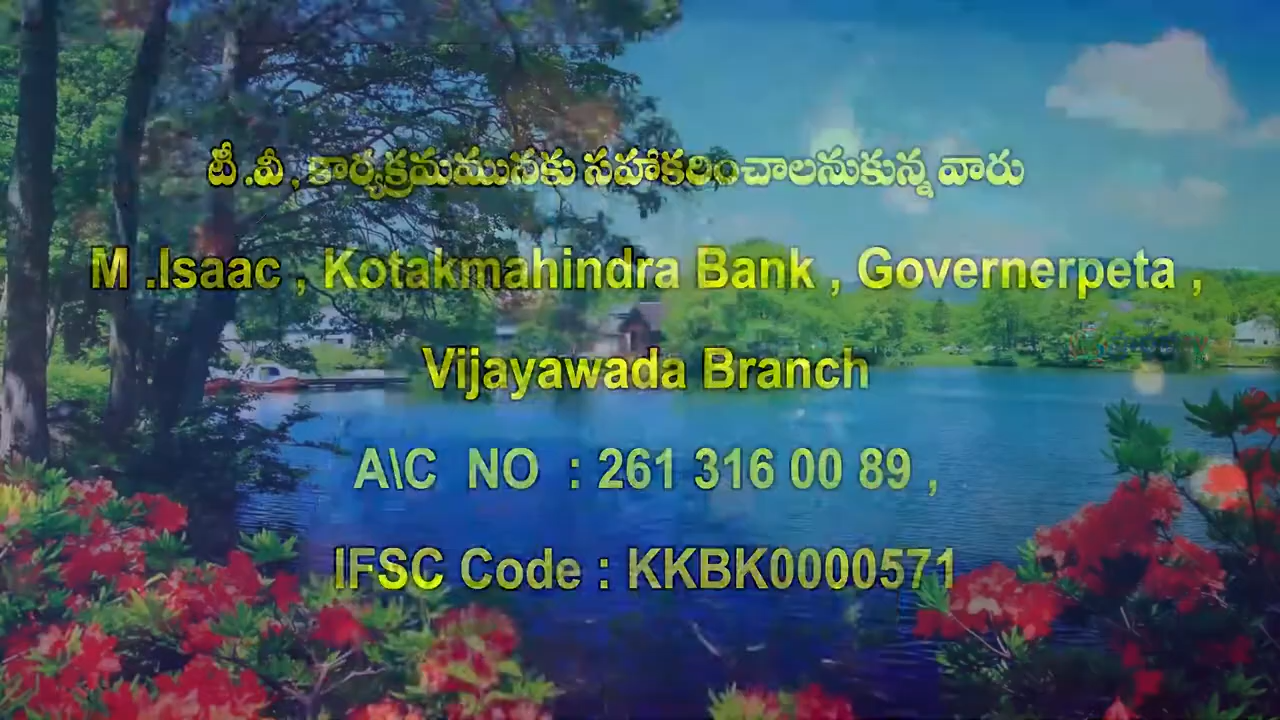 టీ .వీ , కార్యక్రమమునకు సహాకరించాలనుకున్న వారు
M .Isaac , Kotakmahindra Bank , Governerpeta ,
Vijayawada Branch
A\C NO : 261 316 00 89 ,
IFSC Code : KKBK0000571